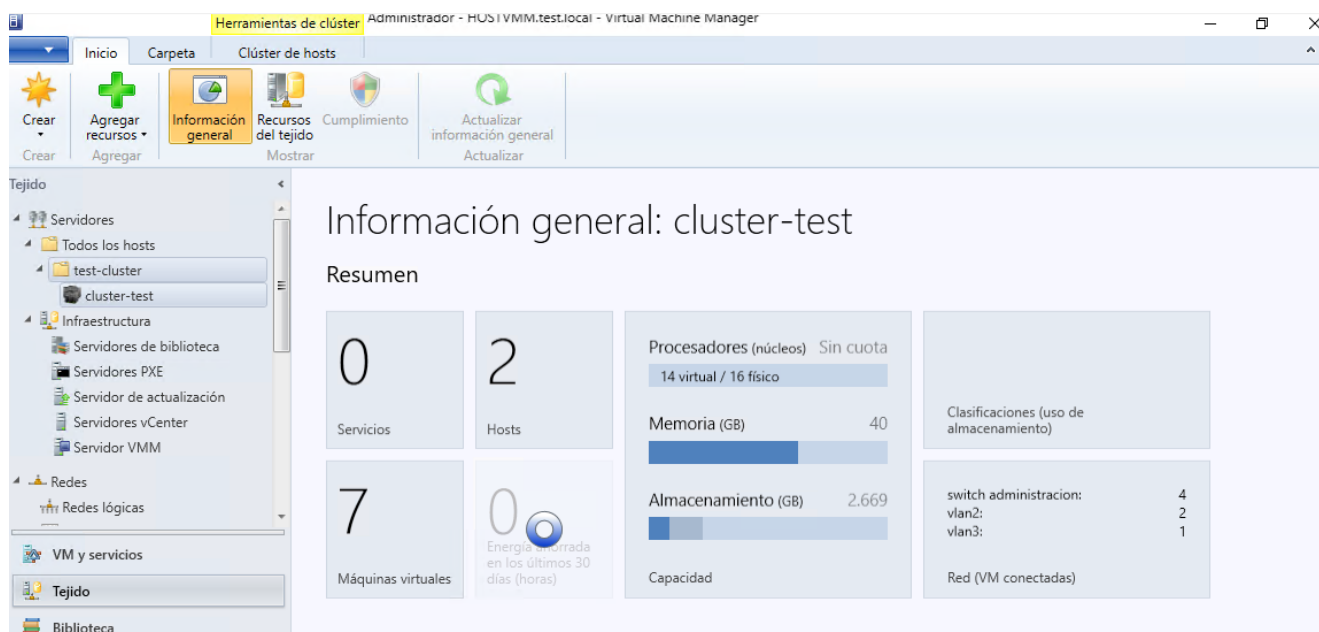 Herramientas de clúster Administrador - HOSTVMM.test.local - Virtual Machine Manager
Inicio Carpeta Clúster de hosts
Crear
Agregar recursos
Información general
Recursos del tejido
Cumplimiento
Actualizar información general
Crear Agregar Mostrar Actualizar
Tejido
Servidores
Todos los hosts
test-cluster
cluster-test
Infraestructura
Servidores de biblioteca
Servidores PXE
Servidor de actualización
Servidores vCenter
Servidor VMM
Redes
Redes lógicas
VM y servicios
Tejido
Biblioteca
Información general: cluster-test
Resumen
0
Servicios
2
Hosts
7
Máquinas virtuales
0
Energía ahorrada
en los últimos 30
días (horas)
Procesadores (núcleos) Sin cuota
14 virtual / 16 físico
Memoria (GB) 40
Almacenamiento (GB) 2.669
Capacidad
Clasificaciones (uso de
almacenamiento)
switch administracion: 4
vlan2: 2
vlan3: 1
Red (VM conectadas)